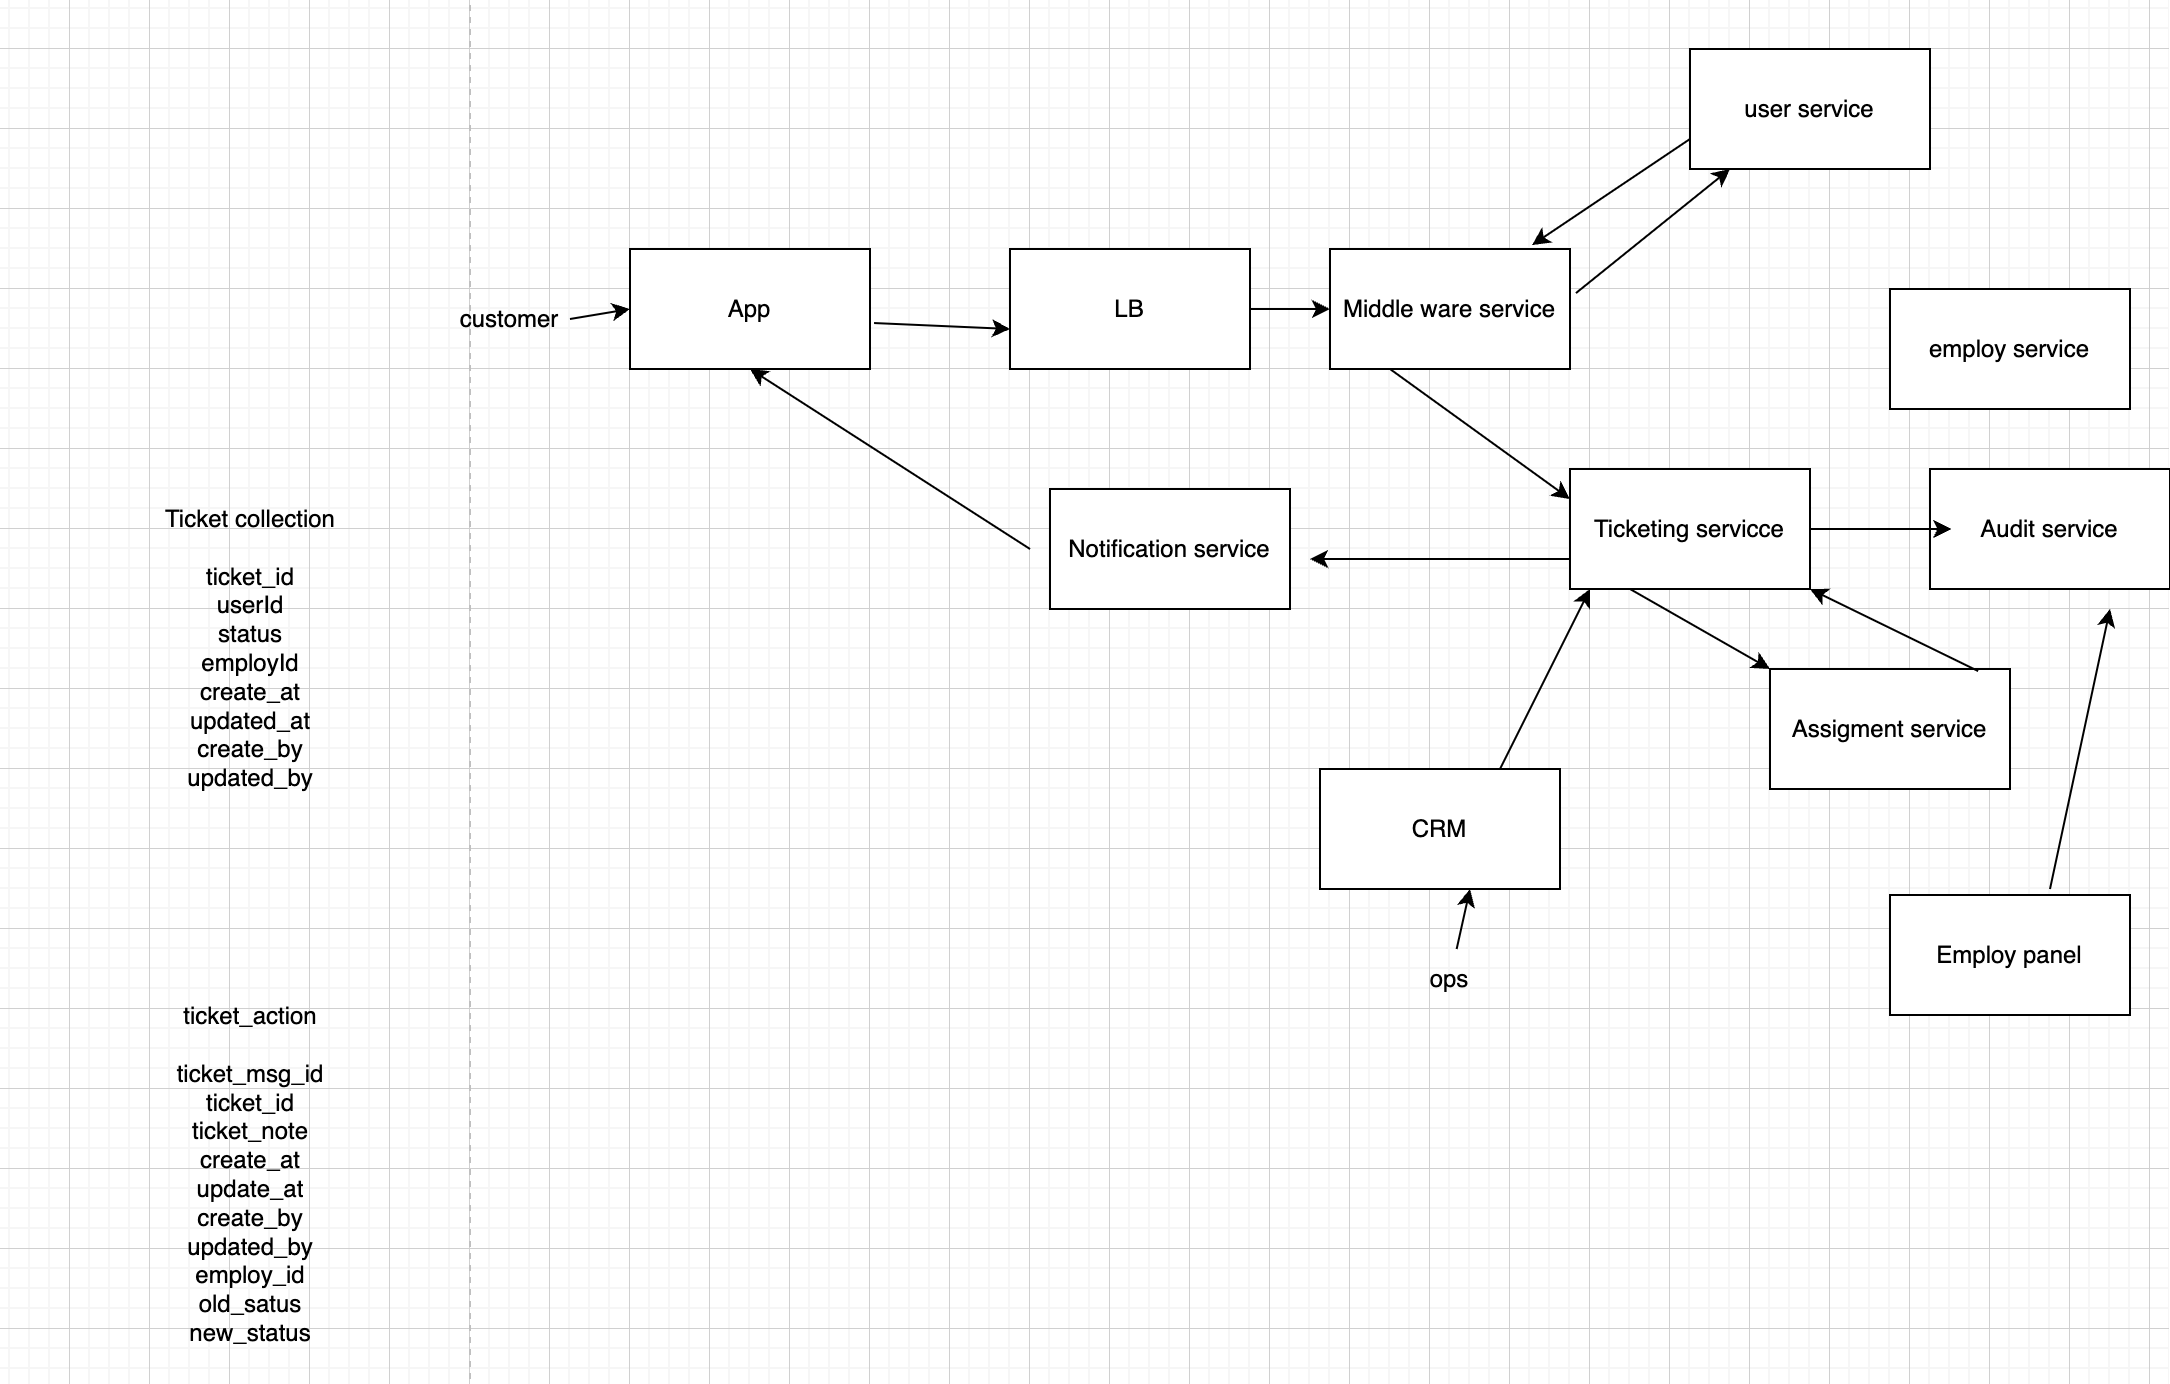 user service
customer
App
LB
Middle ware service
employ service
Ticket collection
ticket_id
userId
status
employId
create_at
updated_at
create_by
updated_by
Notification service
Ticketing servicce
Audit service
Assigment service
CRM
ops
Employ panel
ticket_action
ticket_msg_id
ticket_id
ticket_note
create_at
update_at
create_by
updated_by
employ_id
old_satus
new_status